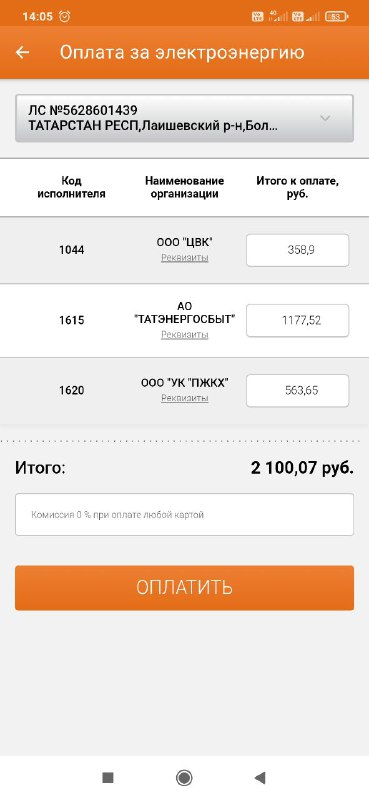 14:05
4G
53
Оплата за электроэнергию
ЛС №5628601439
ТАТАРСТАН РЕСП,Лаишевский р-н,Бол...
Код исполнителя
Наименование организации
Итого к оплате, руб.
1044
ООО "ЦВК"
Реквизиты
358,9
1615
АО "ТАТЭНЕРГОСБЫТ"
Реквизиты
1177,52
1620
ООО "УК "ПЖКХ"
Реквизиты
563,65
Итого:
2 100,07 руб.
Комиссия 0 % при оплате любой картой
ОПЛАТИТЬ